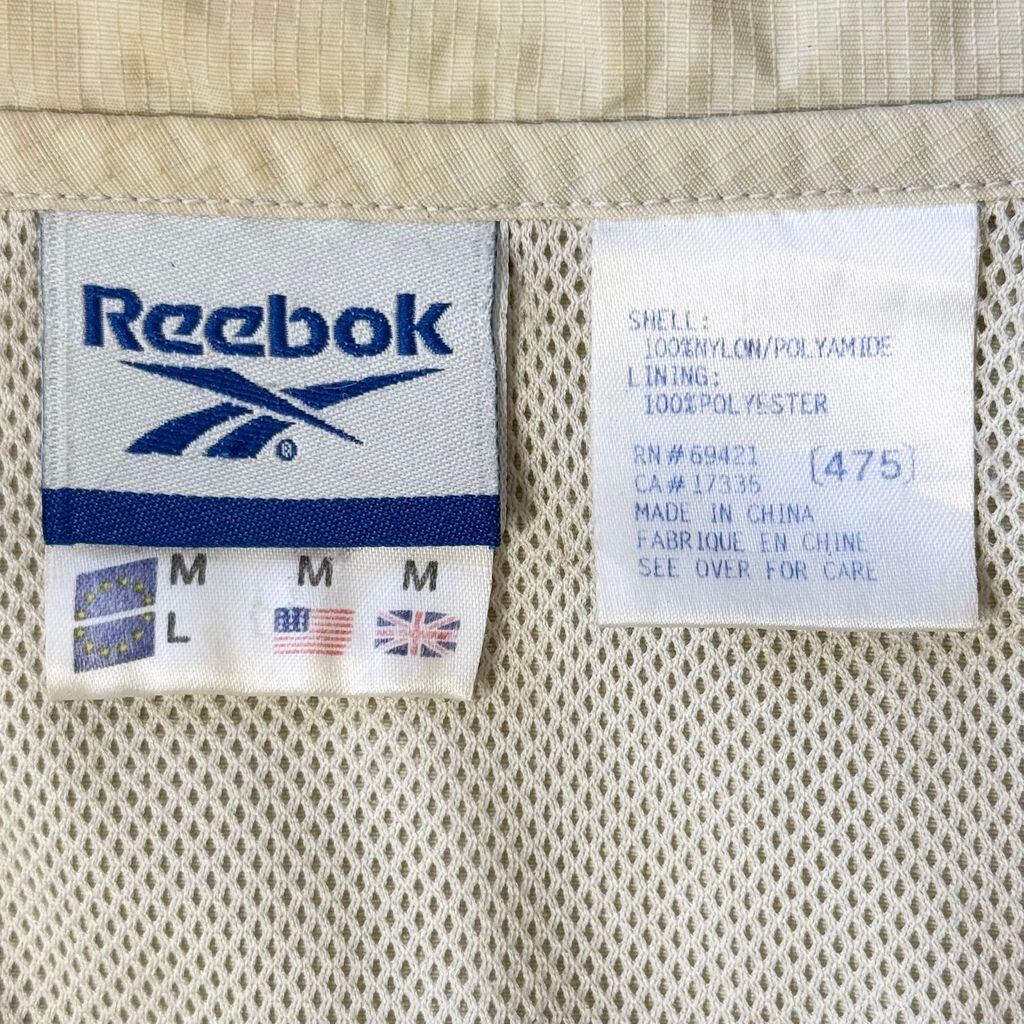 Reebok
®
M M M
L
SHELL:
100%NYLON/POLYAMIDE
LINING:
100%POLYESTER
RN#69421 [475]
CA#17335
MADE IN CHINA
FABRIQUE EN CHINE
SEE OVER FOR CARE